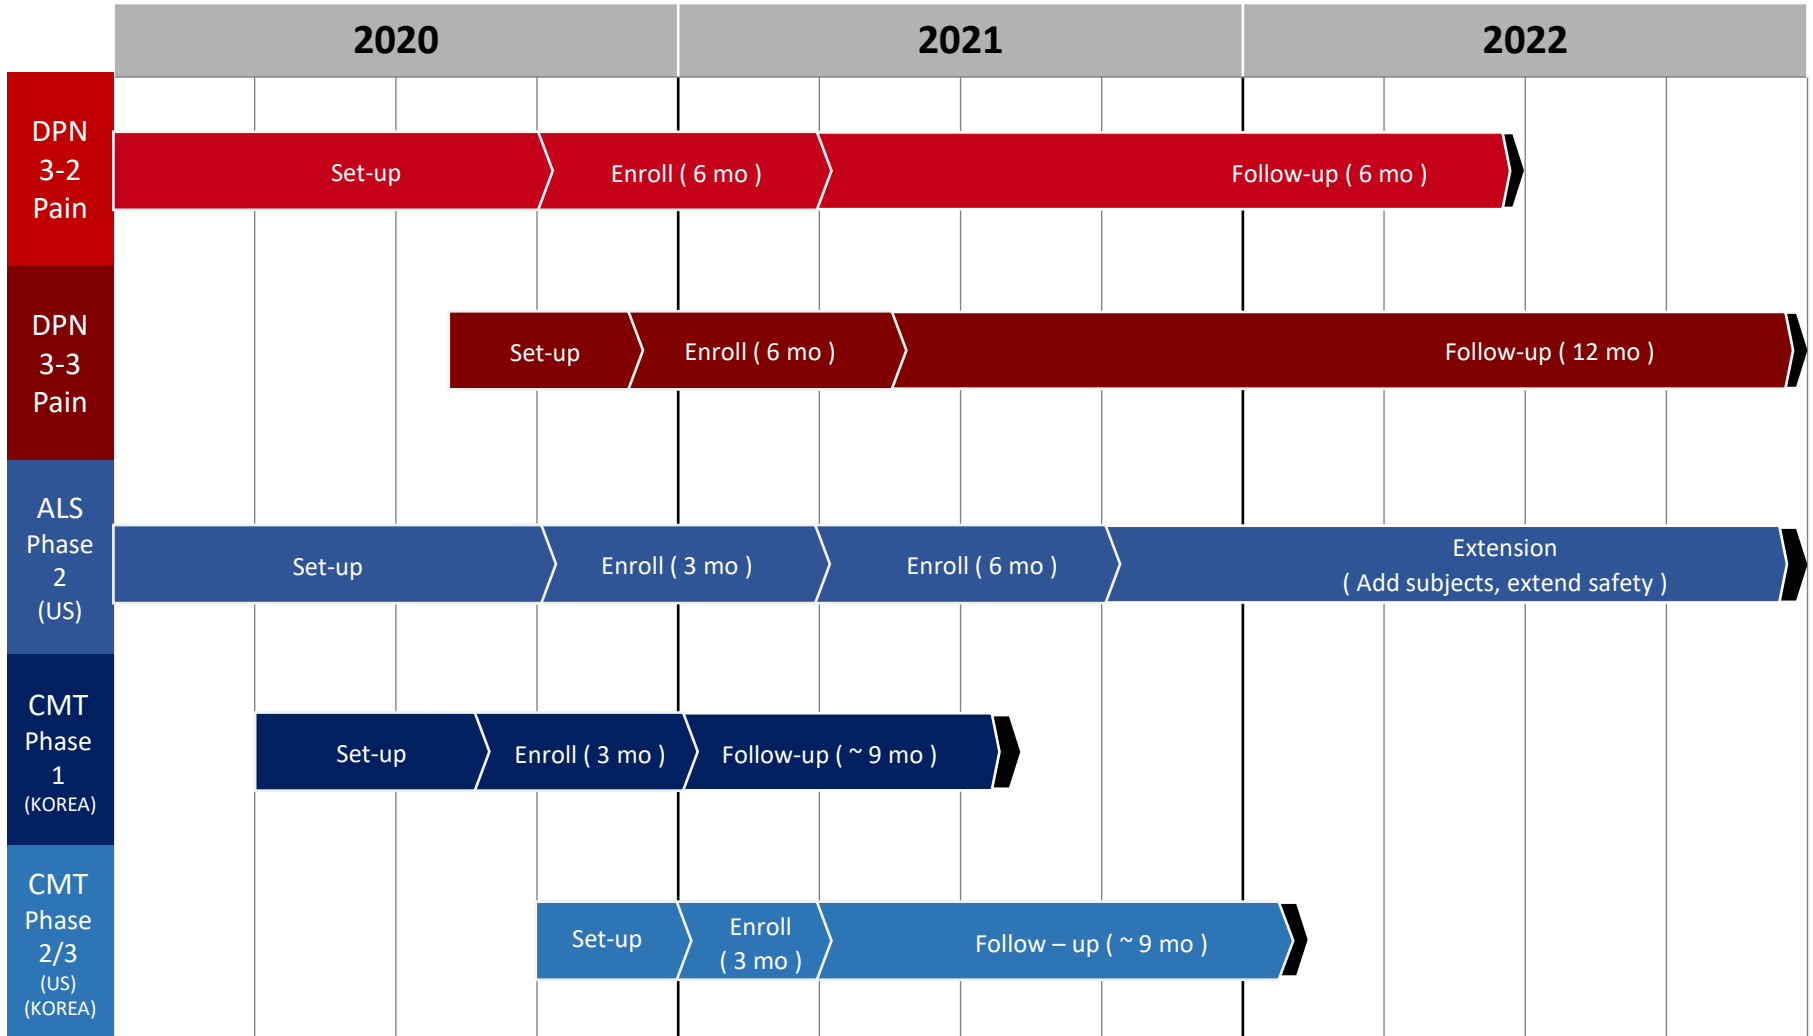 2020
2021
2022
DPN
3-2
Pain
Set-up
Enroll ( 6 mo )
Follow-up ( 6 mo )
DPN
3-3
Pain
Set-up
Enroll ( 6 mo )
Follow-up ( 12 mo )
ALS
Phase
2
(US)
Set-up
Enroll ( 3 mo )
Enroll ( 6 mo )
Extension
( Add subjects, extend safety )
CMT
Phase
1
(KOREA)
Set-up
Enroll ( 3 mo )
Follow-up ( ~ 9 mo )
CMT
Phase
2/3
(US)
(KOREA)
Set-up
Enroll
( 3 mo )
Follow – up ( ~ 9 mo )